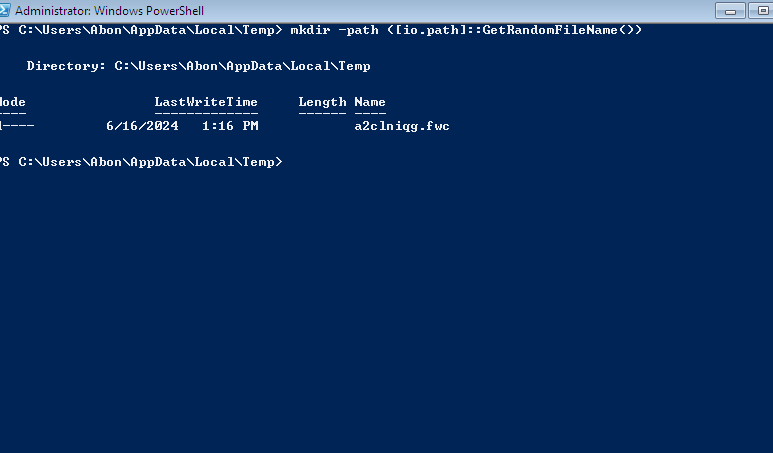 Administrator: Windows PowerShell
PS C:\Users\Abon\AppData\Local\Temp> mkdir -path ([io.path]::GetRandomFileName())
Directory: C:\Users\Abon\AppData\Local\Temp
Mode LastWriteTime Length Name
---- ------------- ------ ----
d---- 6/16/2024 1:16 PM a2clniqg.fwc
PS C:\Users\Abon\AppData\Local\Temp>